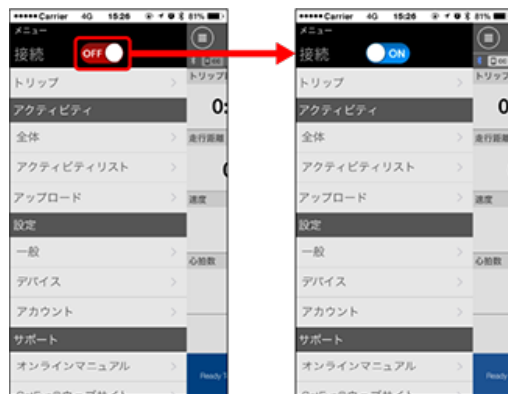 Carrier 4G 15:26 81%
メニュー
接続 OFF
トリップ
アクティビティ
全体
アクティビティリスト
アップロード
設定
一般
デバイス
アカウント
サポート
オンラインマニュアル
0:
走行距離
速度
心拍数
Ready
Carrier 4G 15:26 81%
メニュー
接続 ON
トリップ
アクティビティ
全体
アクティビティリスト
アップロード
設定
一般
デバイス
アカウント
サポート
オンラインマニュアル
0
走行距離
速度
心拍数
Ready